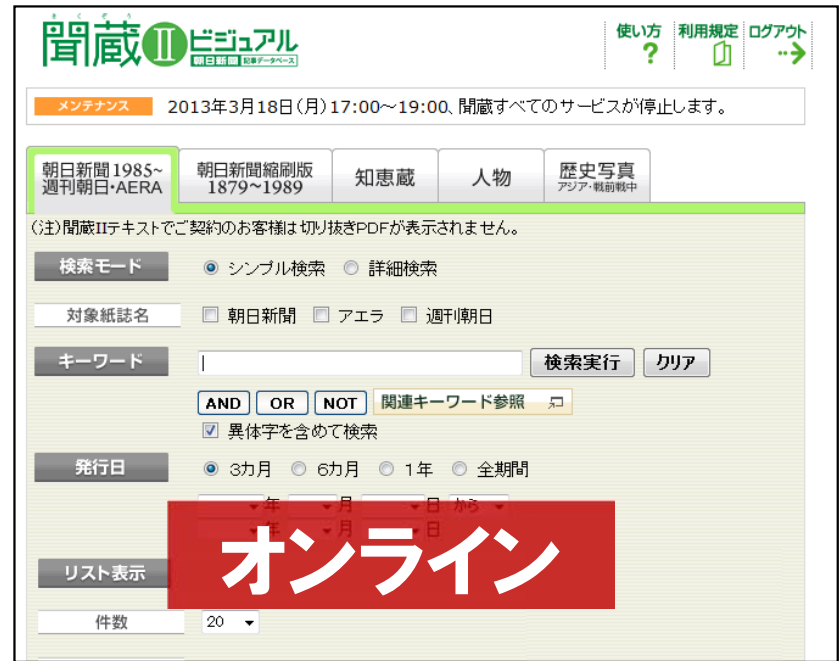 きくぞう
聞蔵IIビジュアル
朝日新聞 記事データベース
使い方 利用規定 ログアウト
メンテナンス 2013年3月18日(月)17:00~19:00、聞蔵すべてのサービスが停止します。
朝日新聞1985~ 週刊朝日・AERA
朝日新聞縮刷版 1879~1989
知恵蔵
人物
歴史写真 アジア・戦前戦中
(注)聞蔵IIテキストでご契約のお客様は切り抜きPDFが表示されません。
検索モード シンプル検索 詳細検索
対象紙誌名 朝日新聞 アエラ 週刊朝日
キーワード 検索実行 クリア
AND OR NOT 関連キーワード参照
異体字を含めて検索
発行日 3カ月 6カ月 1年 全期間
年 月 日 から
年 月 日
オンライン
リスト表示
件数 20